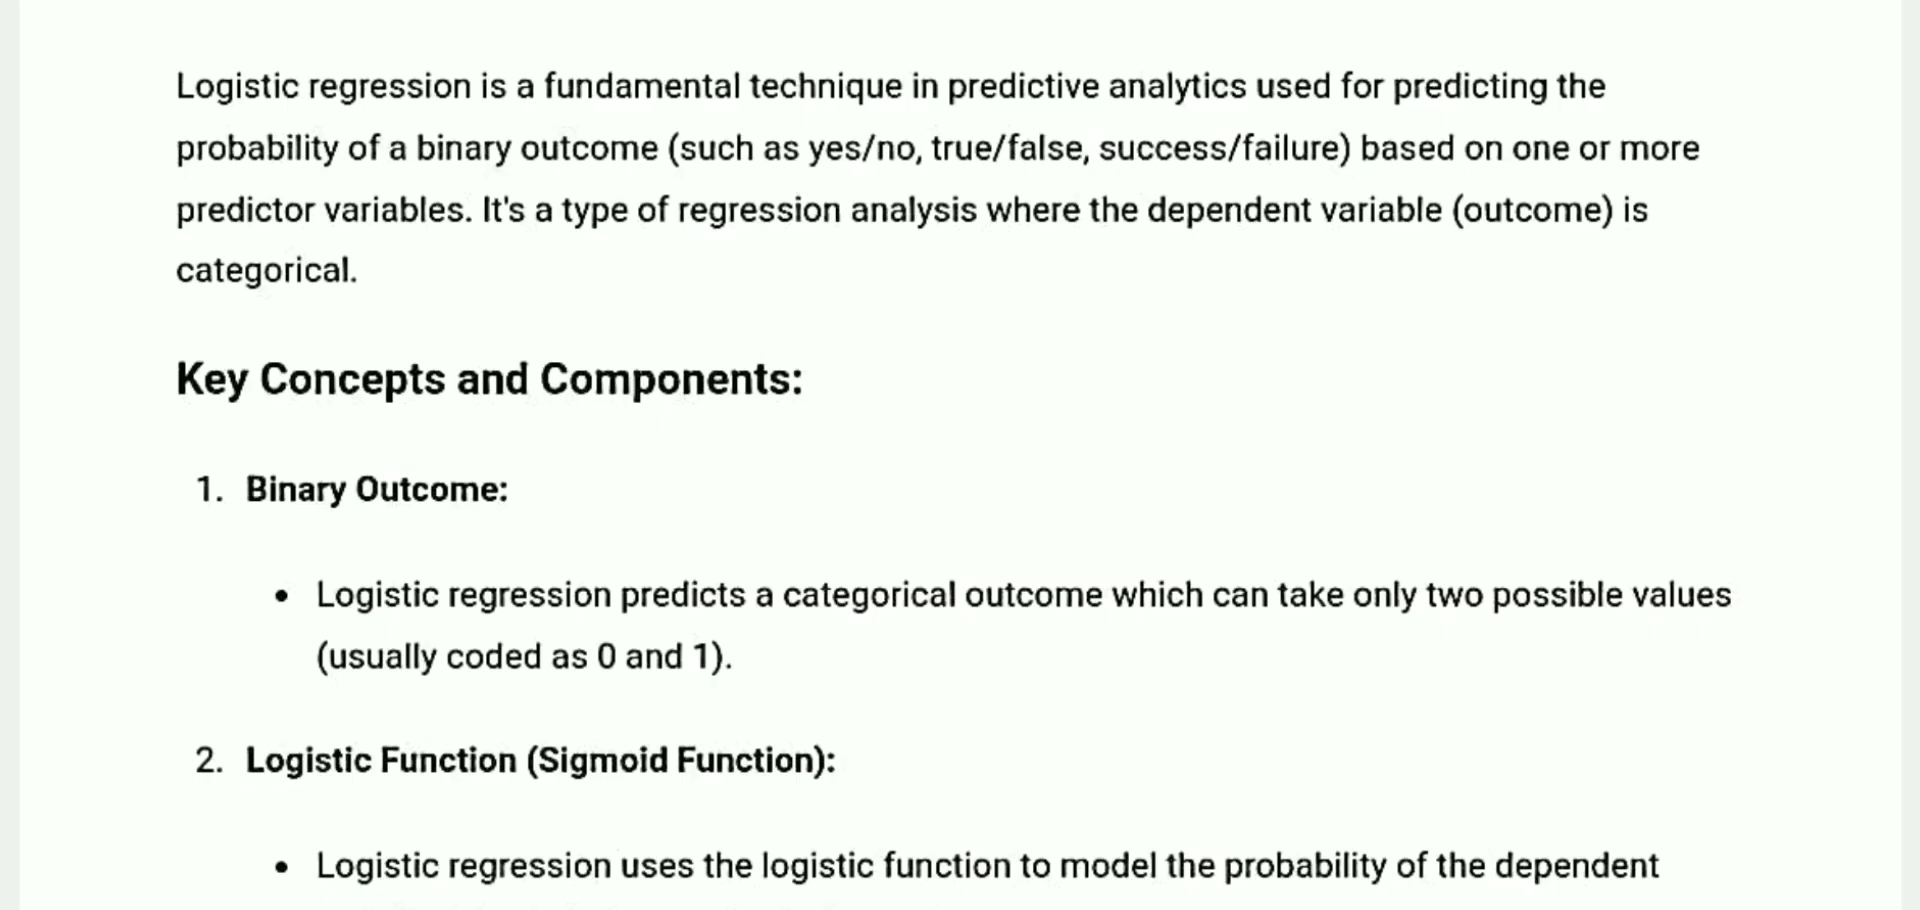 Logistic regression is a fundamental technique in predictive analytics used for predicting the
probability of a binary outcome (such as yes/no, true/false, success/failure) based on one or more
predictor variables. It's a type of regression analysis where the dependent variable (outcome) is
categorical.
Key Concepts and Components:
1. Binary Outcome:
• Logistic regression predicts a categorical outcome which can take only two possible values
(usually coded as 0 and 1).
2. Logistic Function (Sigmoid Function):
• Logistic regression uses the logistic function to model the probability of the dependent